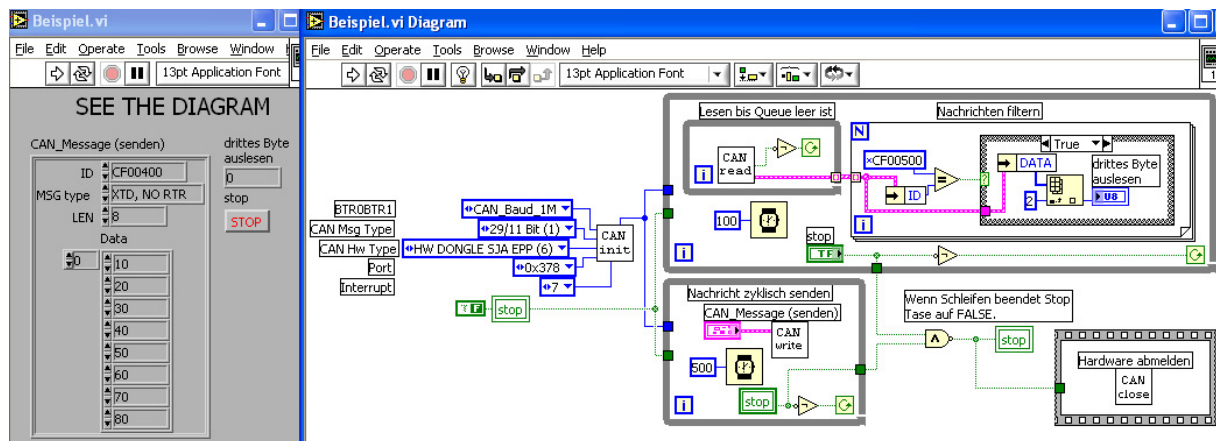 Beispiel.vi
File Edit Operate Tools Browse Window
13pt Application Font
SEE THE DIAGRAM
CAN_Message (senden)
ID
CF00400
MSG type
XTD, NO RTR
LEN
8
Data
0
10
20
30
40
50
60
70
80
drittes Byte
auslesen
0
stop
STOP
Beispiel.vi Diagram
File Edit Operate Tools Browse Window Help
13pt Application Font
1
BTR0BTR1
CAN Msg Type
CAN Hw Type
Port
Interrupt
CAN_Baud_1M
29/11 Bit (1)
HW DONGLE SJA EPP (6)
0x378
7
CAN
init
F
stop
Lesen bis Queue leer ist
CAN
read
i
100
i
Nachrichten filtern
N
xCF00500
ID
=
i
True
DATA
2
drittes Byte
auslesen
U8
?
stop
TF
Nachricht zyklisch senden
CAN_Message (senden)
CAN
write
500
i
stop
Wenn Schleifen beendet Stop
Tase auf FALSE.
stop
Hardware abmelden
CAN
close